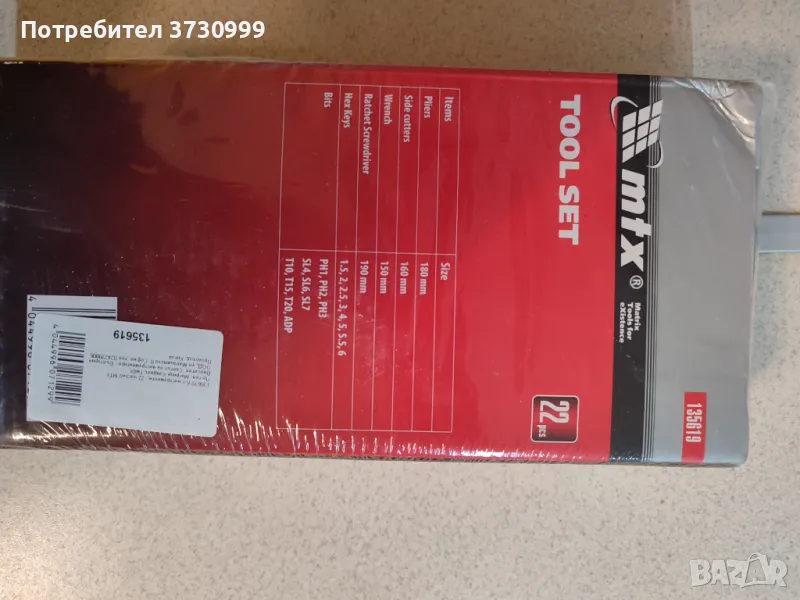 Потребител 3730999
mtx®
Matrix
Tools for
eXistence
135619
TOOL SET
22 pcs
Items Size
Pliers 180 mm
Side cutters 160 mm
Wrench 150 mm
Ratchet Screwdriver 190 mm
Hex Keys 1.5, 2, 2.5, 3, 4, 5, 5.5, 6
Bits PH1, PH2, PH3
SL4, SL6, SL7
T10, T15, T20, ADP
135619
4044996071299
BAZAR